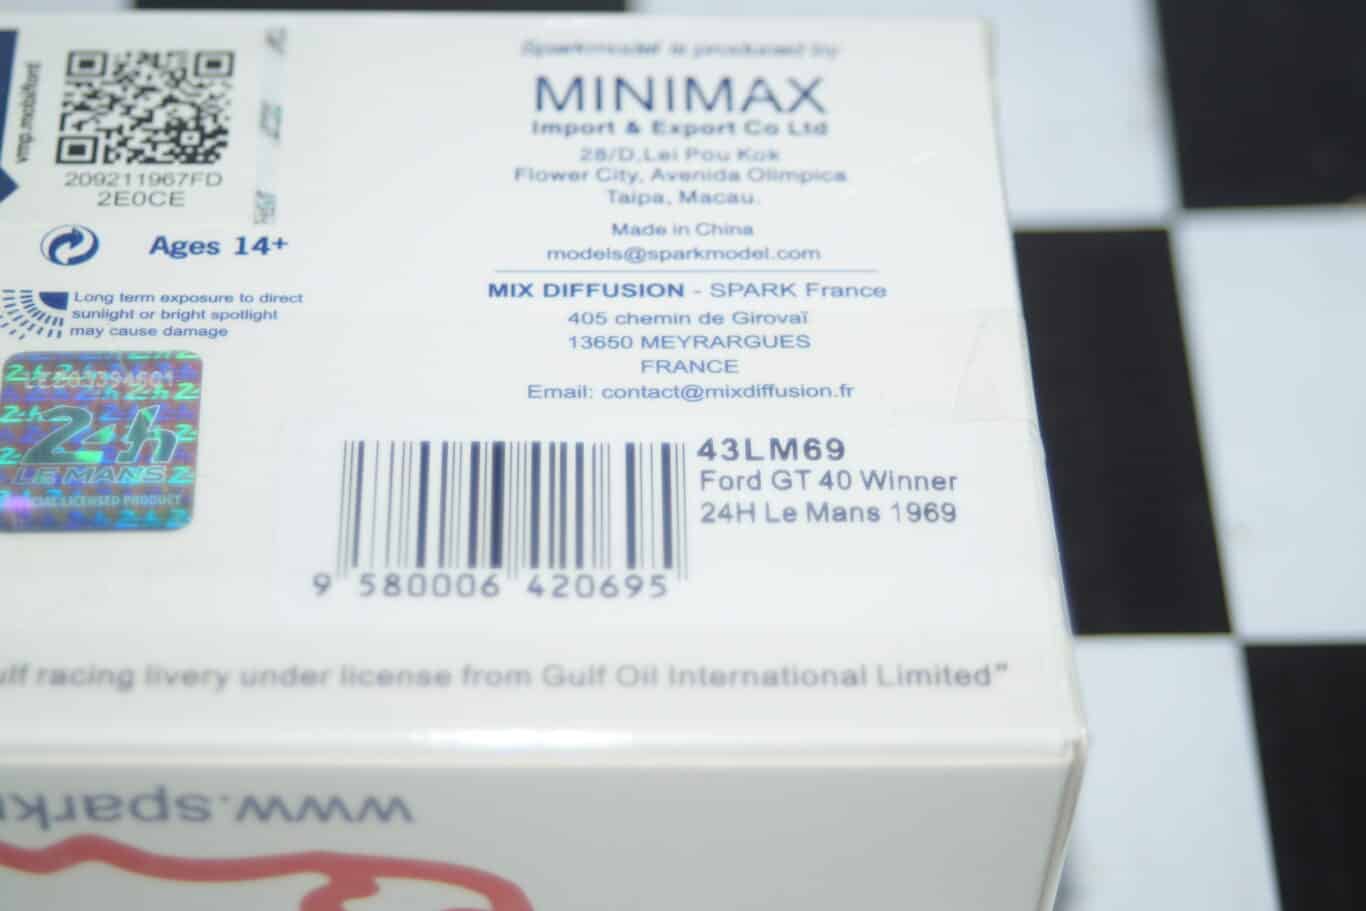 vmp.mobi/ford
209211967FD
2E0CE
Ages 14+
Long term exposure to direct
sunlight or bright spotlight
may cause damage
24h
LE MANS
LICENSED PRODUCT
Sparkmodel is produced by
MINIMAX
Import & Export Co Ltd
28/D,Lei Pou Kok
Flower City, Avenida Olimpica
Taipa, Macau.
Made in China
models@sparkmodel.com
MIX DIFFUSION - SPARK France
405 chemin de Girovaï
13650 MEYRARGUES
FRANCE
Email: contact@mixdiffusion.fr
43LM69
Ford GT 40 Winner
24H Le Mans 1969
9 580006 420695
racing livery under license from Gulf Oil International Limited"
www.spark